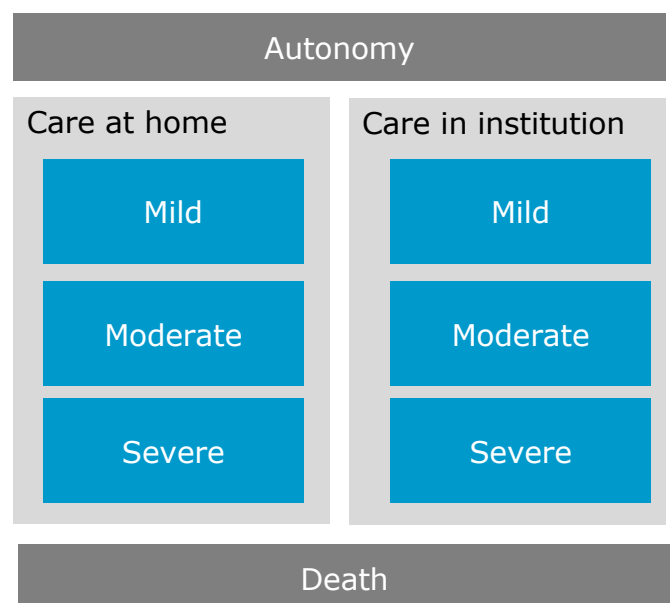 Autonomy
Care at home
Mild
Moderate
Severe
Care in institution
Mild
Moderate
Severe
Death